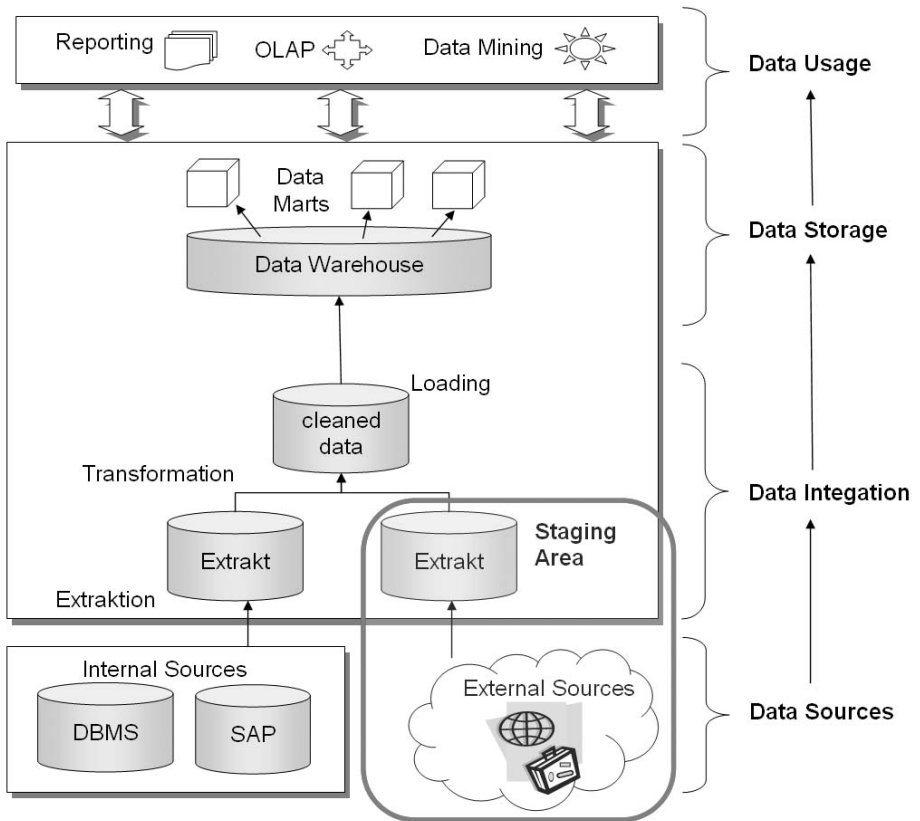 Reporting
OLAP
Data Mining
Data Usage
Data
Marts
Data Warehouse
Data Storage
Loading
cleaned
data
Transformation
Data Integation
Extrakt
Extrakt
Staging
Area
Extraktion
Internal Sources
DBMS
SAP
External Sources
Data Sources